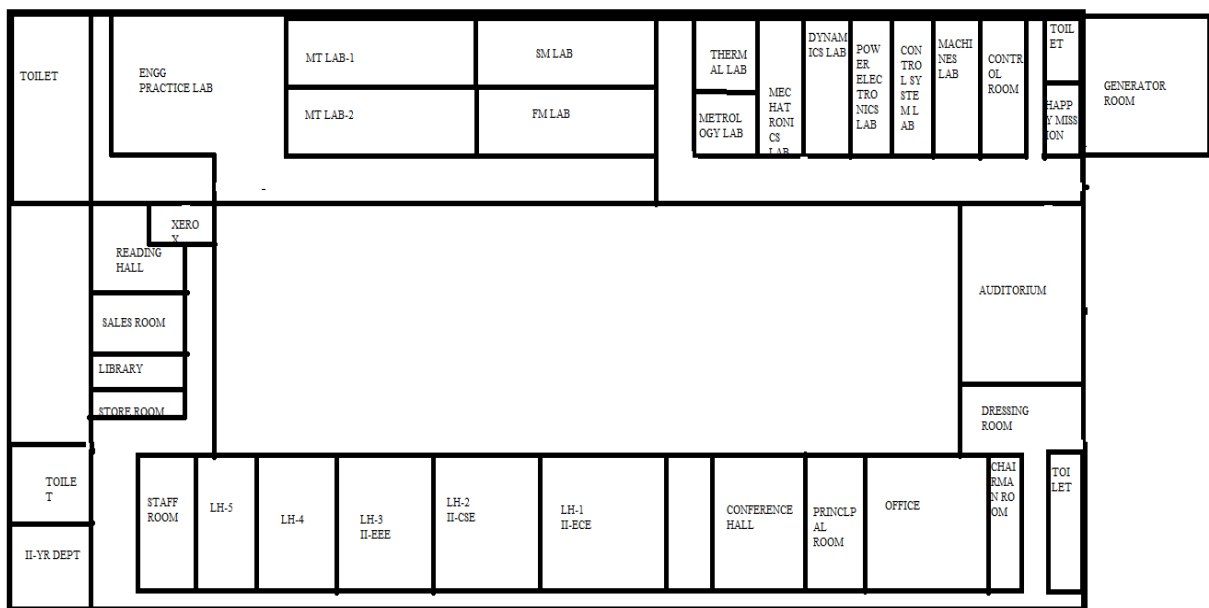 TOILET
ENGG
PRACTICE LAB
MT LAB-1
SM LAB
MT LAB-2
FM LAB
THERM
AL LAB
METROL
OGY LAB
MEC
HAT
RONI
CS
LAB
DYNAM
ICS LAB
POW
ER
ELEC
TRO
NICS
LAB
CON
TRO
L SY
STE
M L
AB
MACHI
NES
LAB
CONTR
OL
ROOM
TOIL
ET
HAPP
Y MISS
ION
GENERATOR
ROOM
XERO
X
READING
HALL
SALES ROOM
LIBRARY
STORE ROOM
AUDITORIUM
DRESSING
ROOM
TOILE
T
II-YR DEPT
STAFF
ROOM
LH-5
LH-4
LH-3
II-EEE
LH-2
II-CSE
LH-1
II-ECE
CONFERENCE
HALL
PRINCLP
AL
ROOM
OFFICE
CHAI
RMA
N RO
OM
TOI
LET